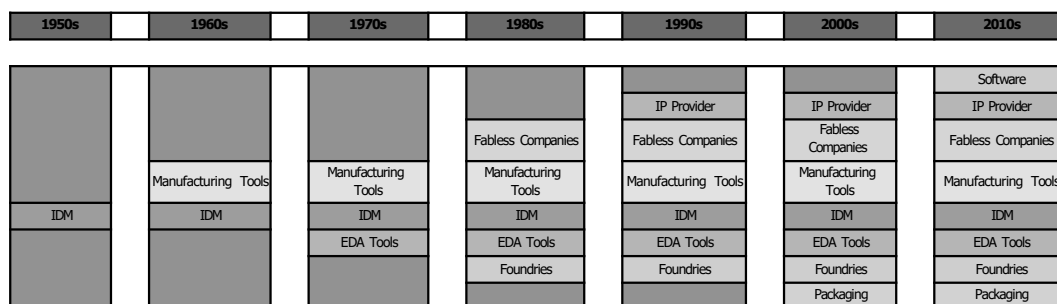 1950s 1960s 1970s 1980s 1990s 2000s 2010s
Software
IP Provider IP Provider IP Provider
Fabless Companies Fabless Companies Fabless Companies Fabless Companies
Manufacturing Tools Manufacturing Tools Manufacturing Tools Manufacturing Tools Manufacturing Tools Manufacturing Tools
IDM IDM IDM IDM IDM IDM IDM
EDA Tools EDA Tools EDA Tools EDA Tools EDA Tools
Foundries Foundries Foundries Foundries
Packaging Packaging